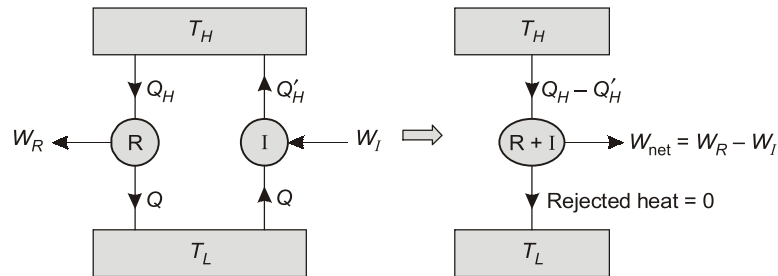 T_H
T_H
Q_H
Q′_H
Q_H – Q′_H
W_R
R
I
W_I
R + I
W_net = W_R – W_I
Q
Q
Rejected heat = 0
T_L
T_L